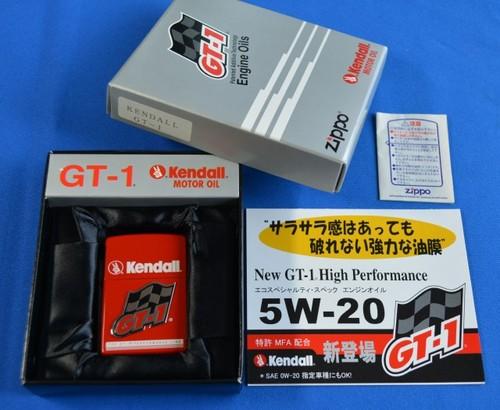 GT-1
Engine Oils
Kendall
MOTOR OIL
KENDALL
GT-1
zippo
注意
zippo
GT-1
Kendall
MOTOR OIL
Kendall
GT-1
"サラサラ感はあっても
破れない強力な油膜"
New GT-1 High Performance
エコスペシャルティ・スペック エンジンオイル
5W-20
特許 MFA 配合
Kendall 新登場
GT-1
* SAE 0W-20 指定車種にもOK!